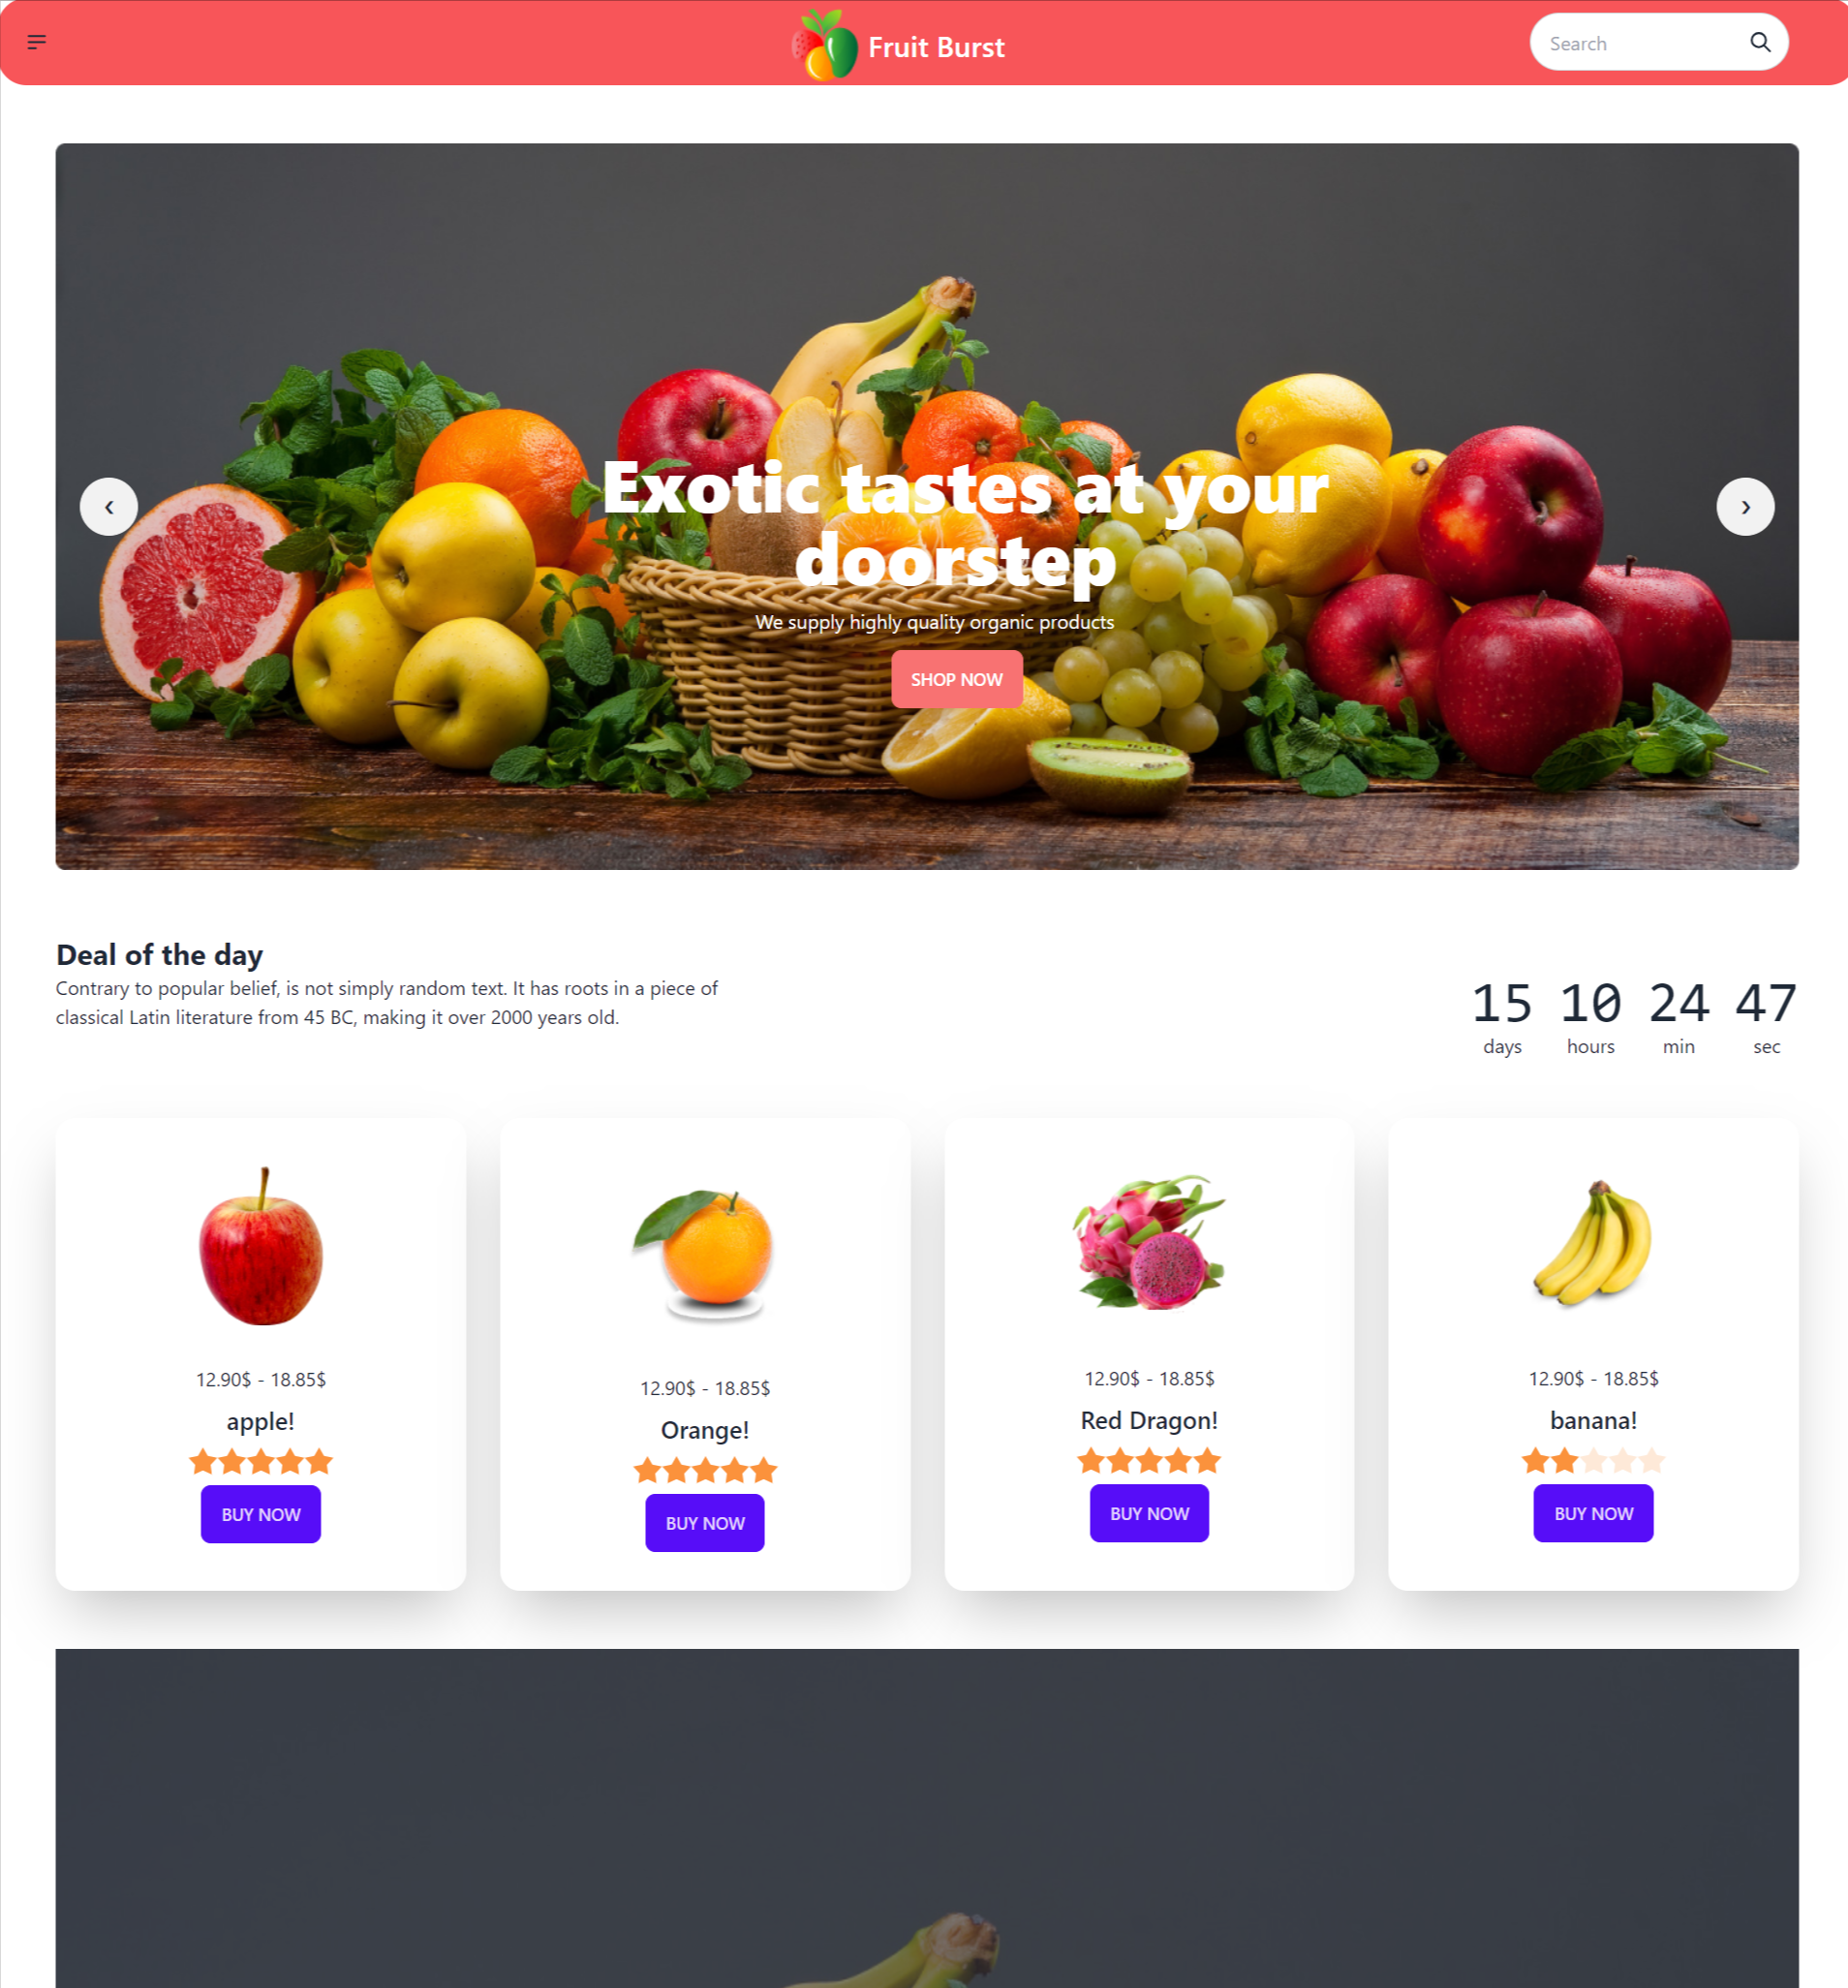 Fruit Burst
Search
Exotic tastes at your
doorstep
We supply highly quality organic products
SHOP NOW
Deal of the day
Contrary to popular belief, is not simply random text. It has roots in a piece of
classical Latin literature from 45 BC, making it over 2000 years old.
15 10 24 47
days hours min sec
12.90$ - 18.85$
apple!
BUY NOW
12.90$ - 18.85$
Orange!
BUY NOW
12.90$ - 18.85$
Red Dragon!
BUY NOW
12.90$ - 18.85$
banana!
BUY NOW